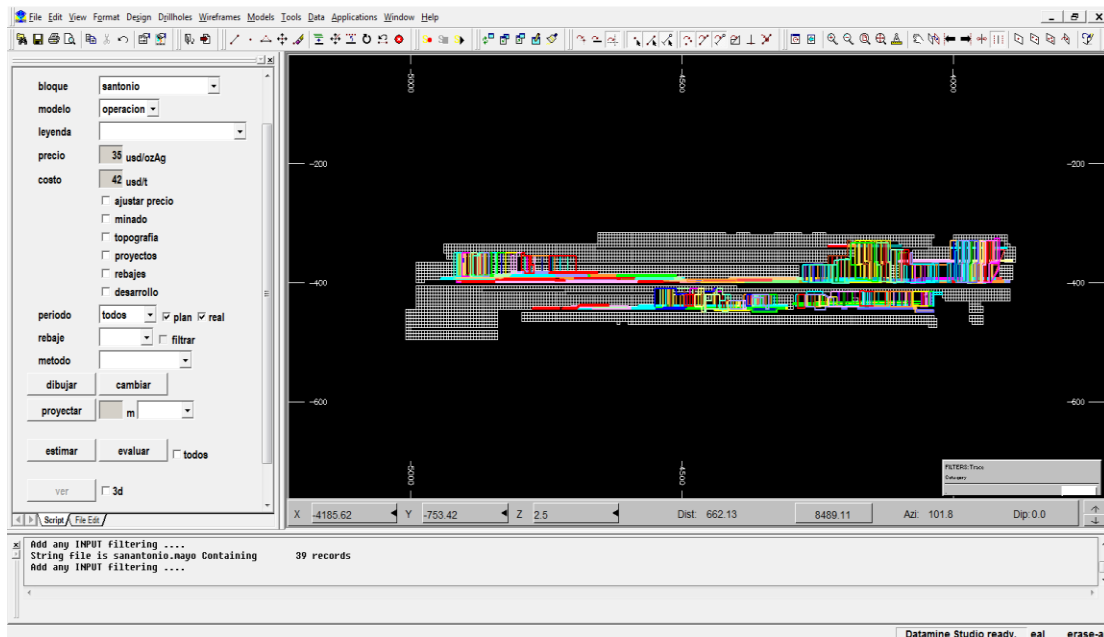 File Edit View Format Design Drillholes Wireframes Models Tools Data Applications Window Help
bloque santonio
modelo operacion
leyenda
precio 35 usd/ozAg
costo 42 usd/t
ajustar precio
minado
topografía
proyectos
rebajes
desarrollo
periodo todos plan real
rebaje filtrar
metodo
dibujar cambiar
proyectar m
estimar evaluar todos
ver 3d
Script File Edit
-5000 -4500 -4000
-200 -200
-400 -400
-600 -600
-5000 -4500 -4000
FILTERS: Trace
Category
X -4185.62 Y -753.42 Z 2.5 Dist: 662.13 8489.11 Azi: 101.8 Dip:0.0
Add any INPUT filtering ....
String file is sanantonio.mayo Containing 39 records
Add any INPUT filtering ....
Datamine Studio ready. eal erase-a